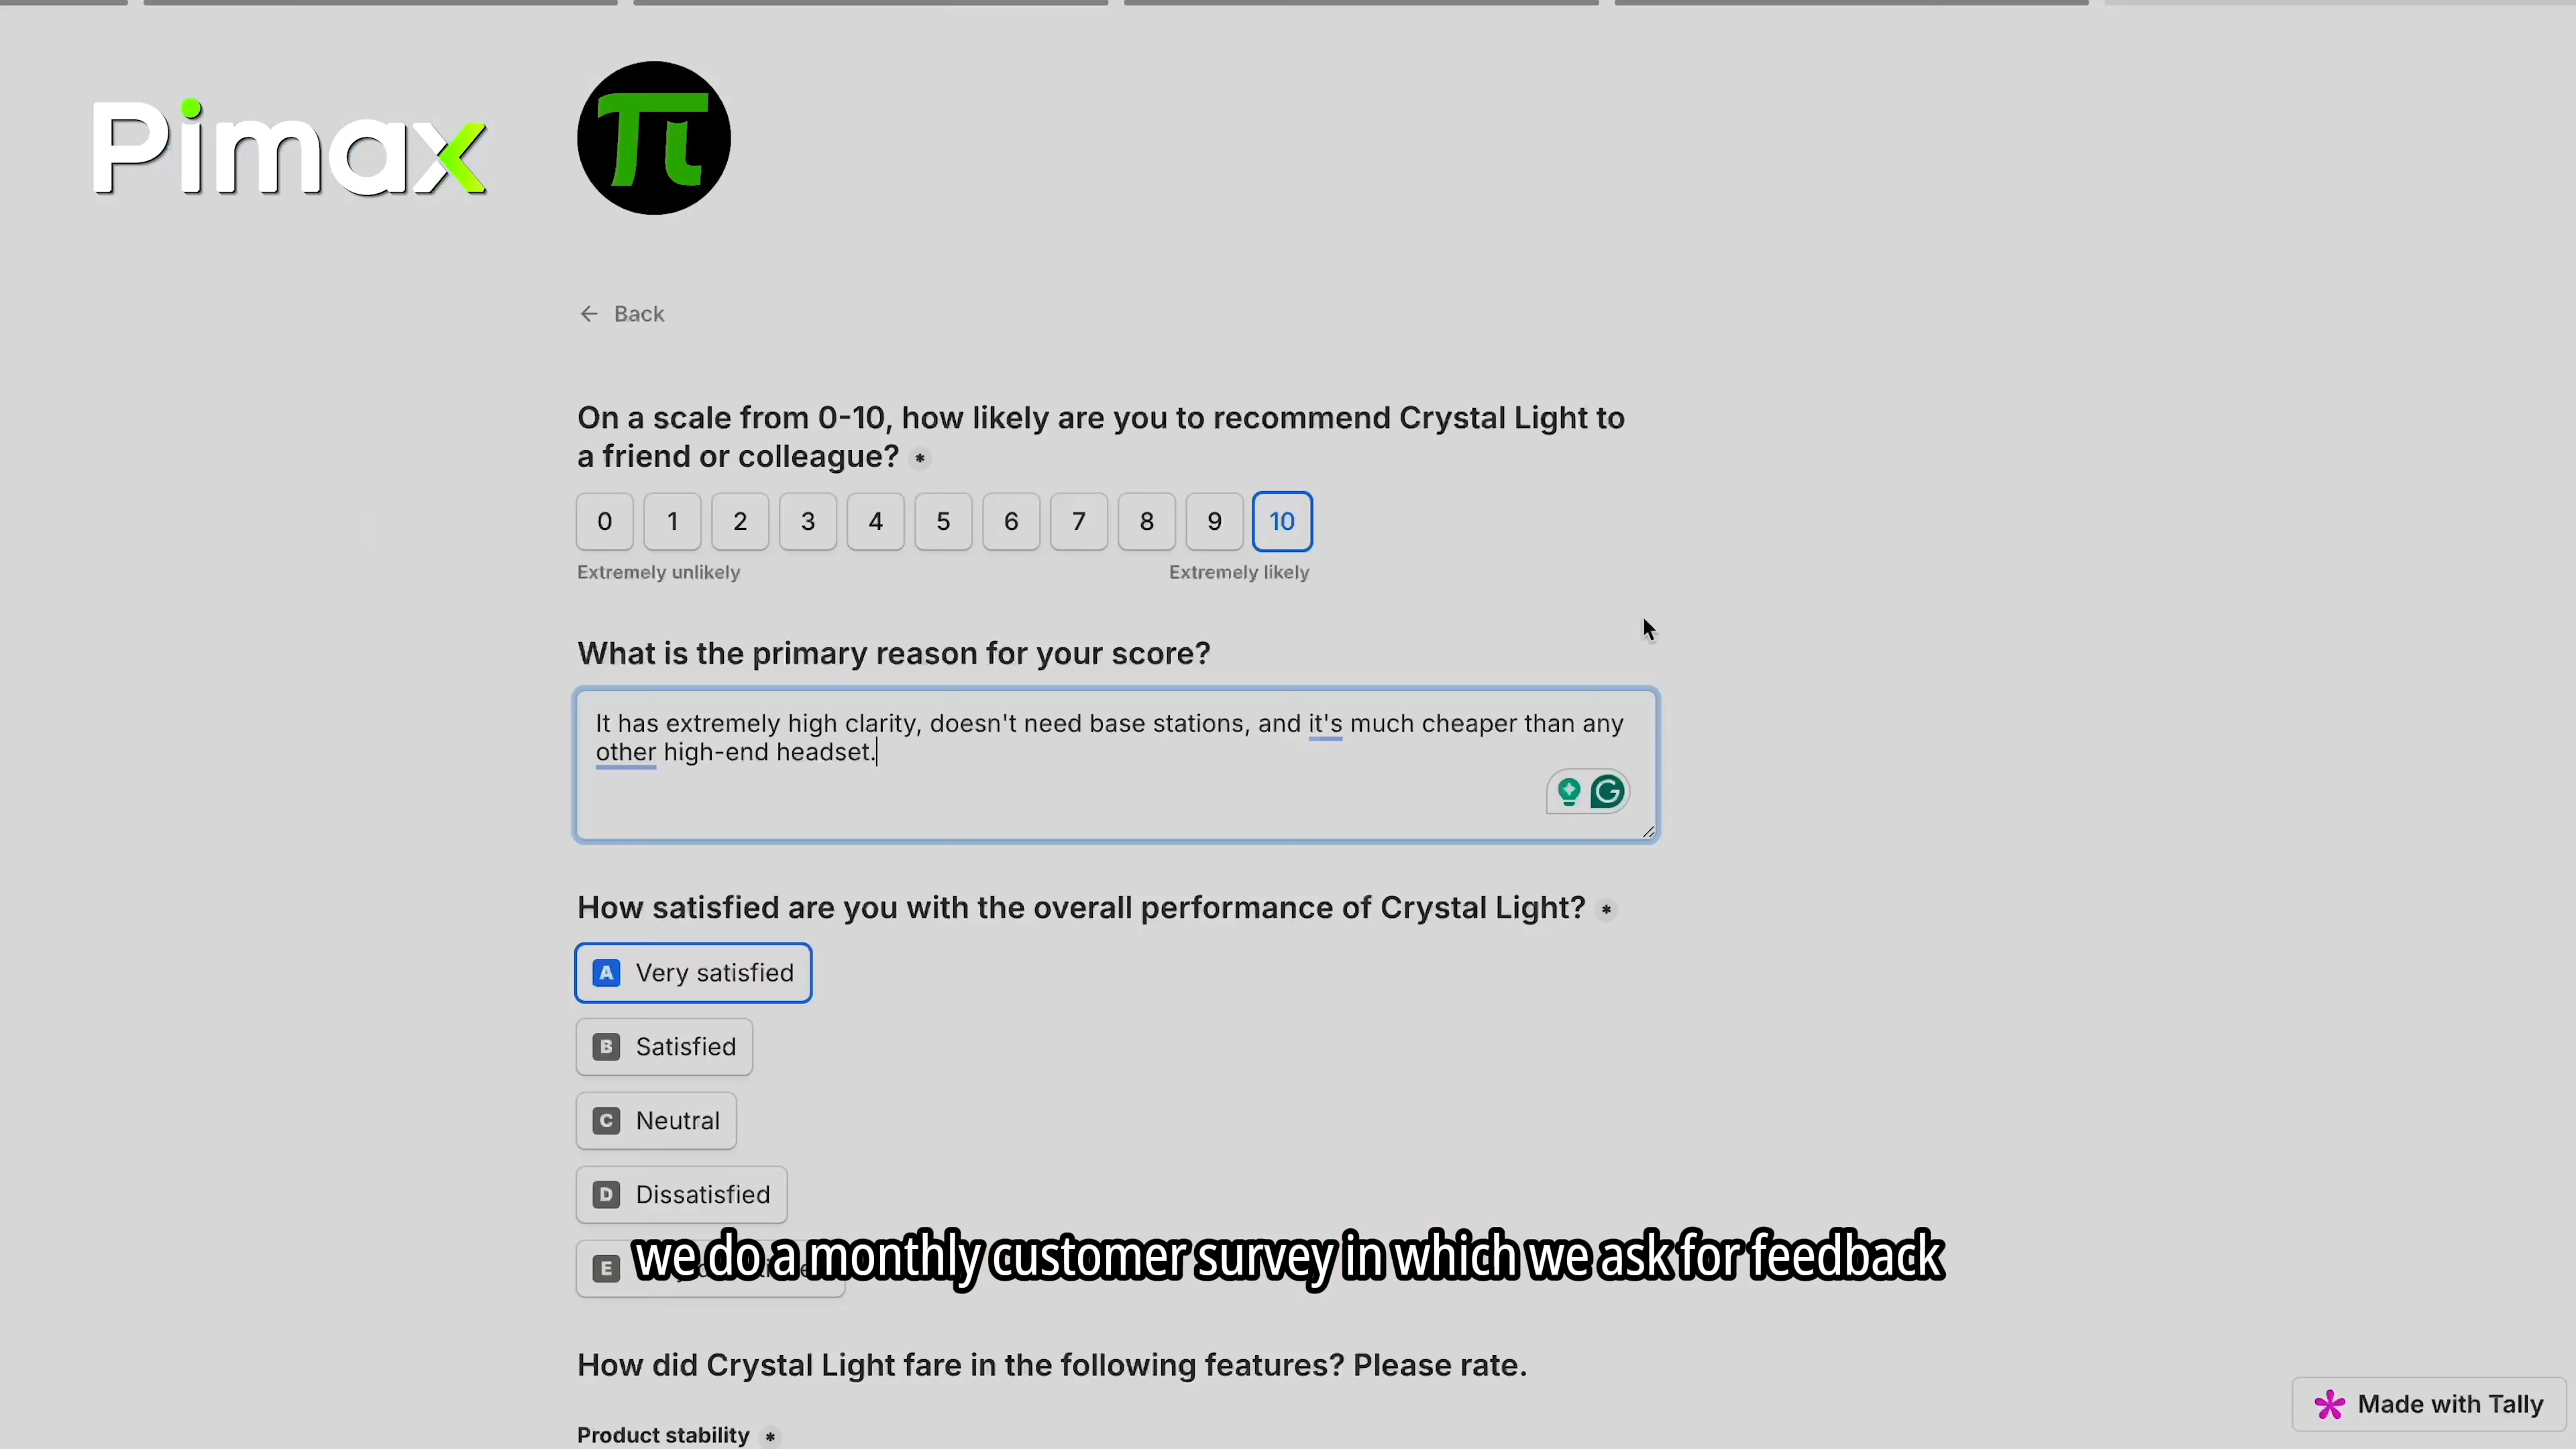 Pimax
π
← Back
On a scale from 0-10, how likely are you to recommend Crystal Light to
a friend or colleague? *
0 1 2 3 4 5 6 7 8 9 10
Extremely unlikely Extremely likely
What is the primary reason for your score?
It has extremely high clarity, doesn't need base stations, and it's much cheaper than any
other high-end headset.
G
How satisfied are you with the overall performance of Crystal Light? *
A Very satisfied
B Satisfied
C Neutral
D Dissatisfied
E
we do a monthly customer survey in which we ask for feedback
How did Crystal Light fare in the following features? Please rate.
Product stability *
Made with Tally